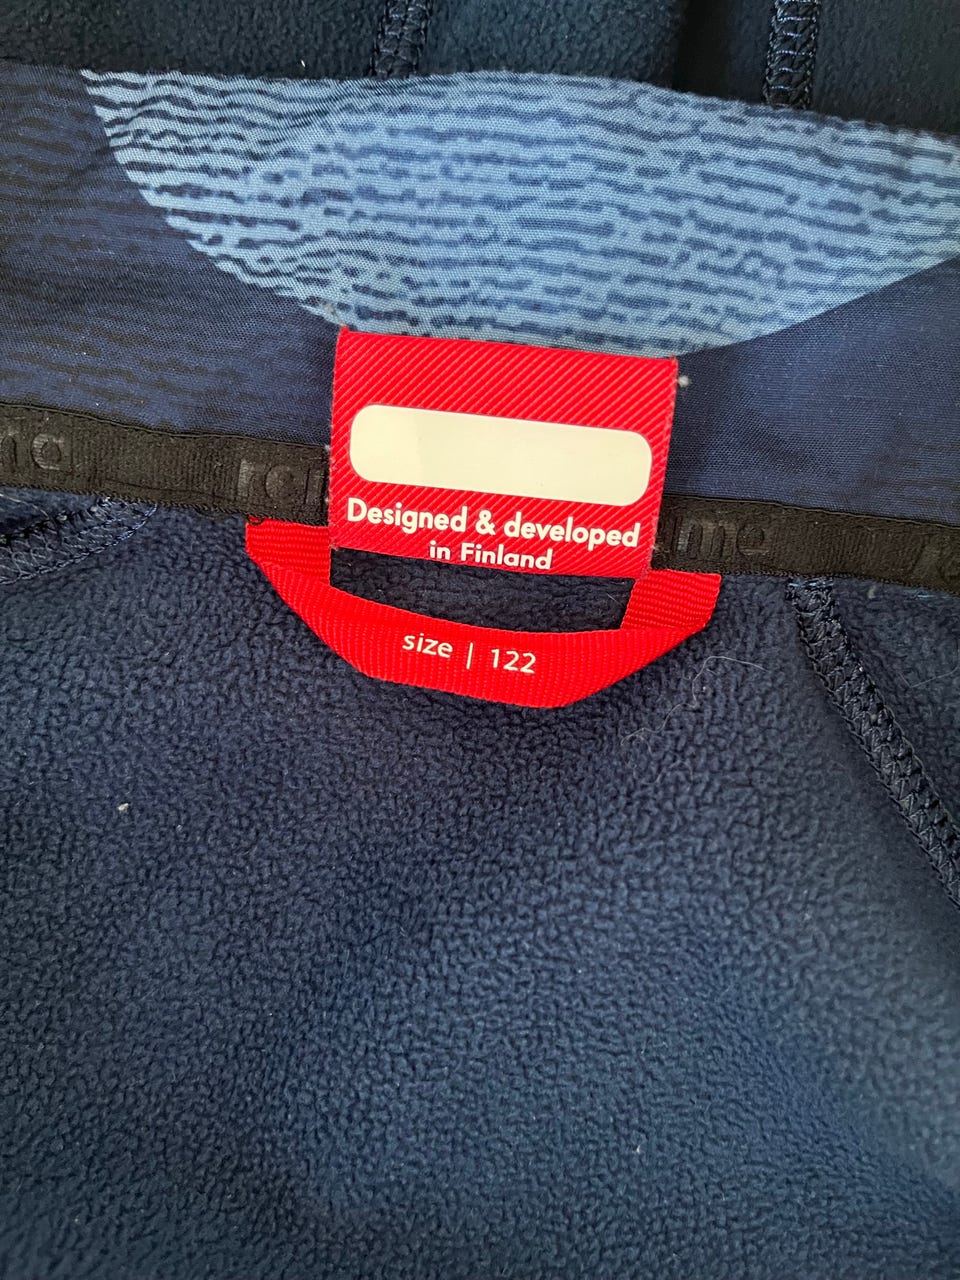 Designed & developed
in Finland
size | 122